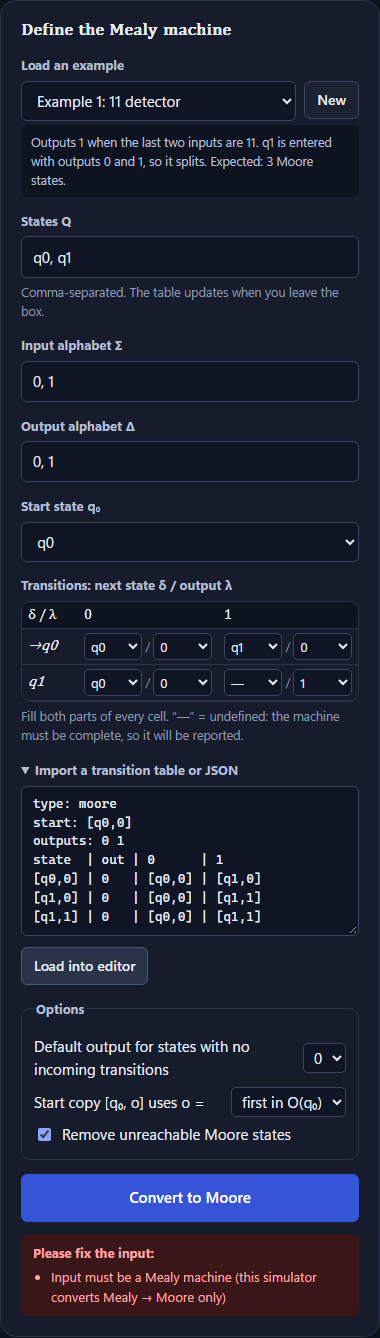 Define the Mealy machine
Load an example
Example 1: 11 detector
New
Outputs 1 when the last two inputs are 11. q1 is entered
with outputs 0 and 1, so it splits. Expected: 3 Moore
states.
States Q
q0, q1
Comma-separated. The table updates when you leave the
box.
Input alphabet Σ
0, 1
Output alphabet Δ
0, 1
Start state q₀
q0
Transitions: next state δ / output λ
δ / λ 0 1
→q0 q0 / 0 q1 / 0
q1 q0 / 0 — / 1
Fill both parts of every cell. “—” = undefined: the machine
must be complete, so it will be reported.
▼ Import a transition table or JSON
type: moore
start: [q0,0]
outputs: 0 1
state  | out | 0      | 1
[q0,0] | 0   | [q0,0] | [q1,0]
[q1,0] | 0   | [q0,0] | [q1,1]
[q1,1] | 0   | [q0,0] | [q1,1]
Load into editor
Options
Default output for states with no
incoming transitions
0
Start copy [q₀, o] uses o = first in O(q₀)
Remove unreachable Moore states
Convert to Moore
Please fix the input:
• Input must be a Mealy machine (this simulator
converts Mealy → Moore only)